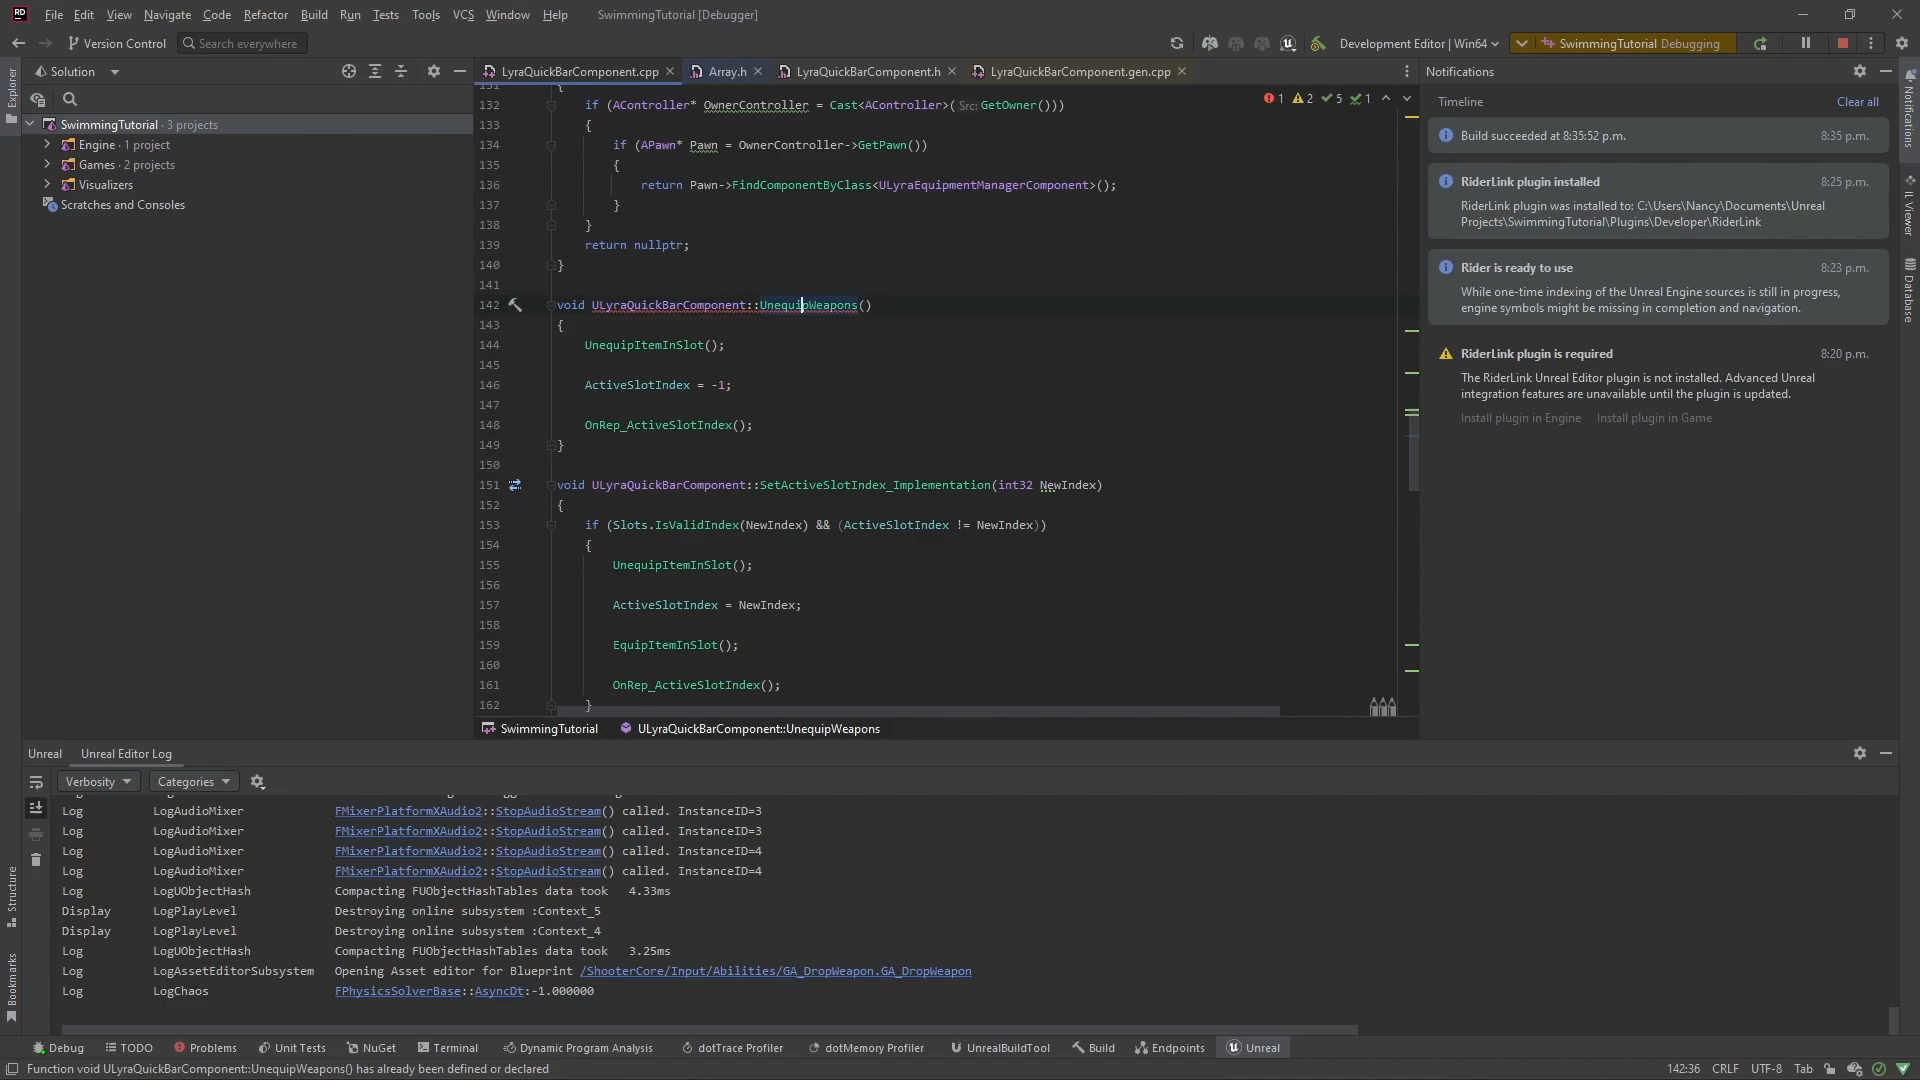 RD File Edit View Navigate Code Refactor Build Run Tests Tools VCS Window Help SwimmingTutorial [Debugger]
Version Control Search everywhere Development Editor | Win64 SwimmingTutorial Debugging
Explorer
Solution
SwimmingTutorial · 3 projects
Engine · 1 project
Games · 2 projects
Visualizers
Scratches and Consoles
LyraQuickBarComponent.cpp Array.h LyraQuickBarComponent.h LyraQuickBarComponent.gen.cpp
1 2 5 1
131 {
132 if (AController* OwnerController = Cast<AController>( Src: GetOwner()))
133 {
134 if (APawn* Pawn = OwnerController->GetPawn())
135 {
136 return Pawn->FindComponentByClass<ULyraEquipmentManagerComponent>();
137 }
138 }
139 return nullptr;
140 }
141
142 void ULyraQuickBarComponent::UnequipWeapons()
143 {
144 UnequipItemInSlot();
145
146 ActiveSlotIndex = -1;
147
148 OnRep_ActiveSlotIndex();
149 }
150
151 void ULyraQuickBarComponent::SetActiveSlotIndex_Implementation(int32 NewIndex)
152 {
153 if (Slots.IsValidIndex(NewIndex) && (ActiveSlotIndex != NewIndex))
154 {
155 UnequipItemInSlot();
156
157 ActiveSlotIndex = NewIndex;
158
159 EquipItemInSlot();
160
161 OnRep_ActiveSlotIndex();
162 }
SwimmingTutorial ULyraQuickBarComponent::UnequipWeapons
Notifications
Timeline Clear all
Build succeeded at 8:35:52 p.m. 8:35 p.m.
RiderLink plugin installed 8:25 p.m.
RiderLink plugin was installed to: C:\Users\Nancy\Documents\Unreal
Projects\SwimmingTutorial\Plugins\Developer\RiderLink
Rider is ready to use 8:23 p.m.
While one-time indexing of the Unreal Engine sources is still in progress,
engine symbols might be missing in completion and navigation.
RiderLink plugin is required 8:20 p.m.
The RiderLink Unreal Editor plugin is not installed. Advanced Unreal
integration features are unavailable until the plugin is updated.
Install plugin in Engine Install plugin in Game
Notifications
IL Viewer
Database
Unreal Unreal Editor Log
Verbosity Categories
Log LogAudioMixer FMixerPlatformXAudio2::StopAudioStream() called. InstanceID=3
Log LogAudioMixer FMixerPlatformXAudio2::StopAudioStream() called. InstanceID=3
Log LogAudioMixer FMixerPlatformXAudio2::StopAudioStream() called. InstanceID=4
Log LogAudioMixer FMixerPlatformXAudio2::StopAudioStream() called. InstanceID=4
Log LogUObjectHash Compacting FUObjectHashTables data took 4.33ms
Display LogPlayLevel Destroying online subsystem :Context_5
Display LogPlayLevel Destroying online subsystem :Context_4
Log LogUObjectHash Compacting FUObjectHashTables data took 3.25ms
Log LogAssetEditorSubsystem Opening Asset editor for Blueprint /ShooterCore/Input/Abilities/GA_DropWeapon.GA_DropWeapon
Log LogChaos FPhysicsSolverBase::AsyncDt:-1.000000
Structure
Bookmarks
Debug TODO Problems Unit Tests NuGet Terminal Dynamic Program Analysis dotTrace Profiler dotMemory Profiler UnrealBuildTool Build Endpoints Unreal
Function void ULyraQuickBarComponent::UnequipWeapons() has already been defined or declared 142:36 CRLF UTF-8 Tab